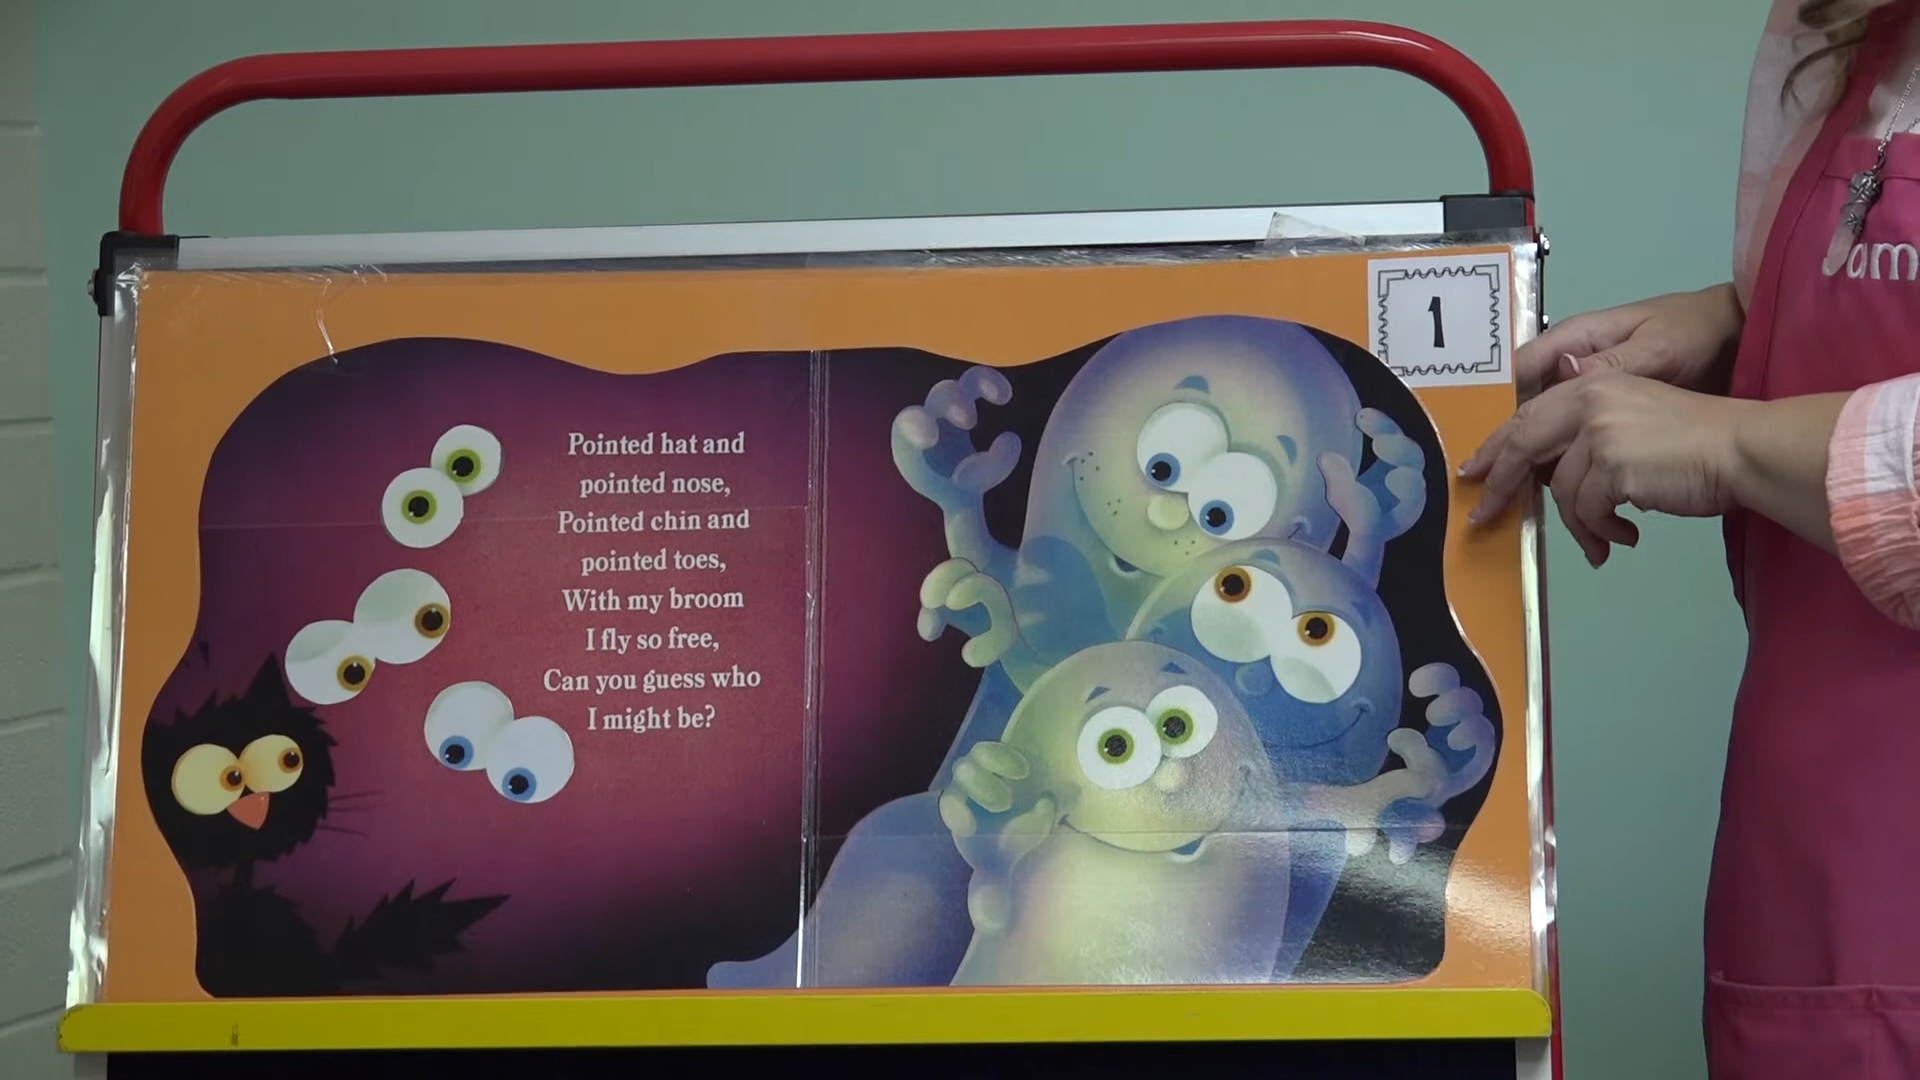 1
Pointed hat and
pointed nose,
Pointed chin and
pointed toes,
With my broom
I fly so free,
Can you guess who
I might be?